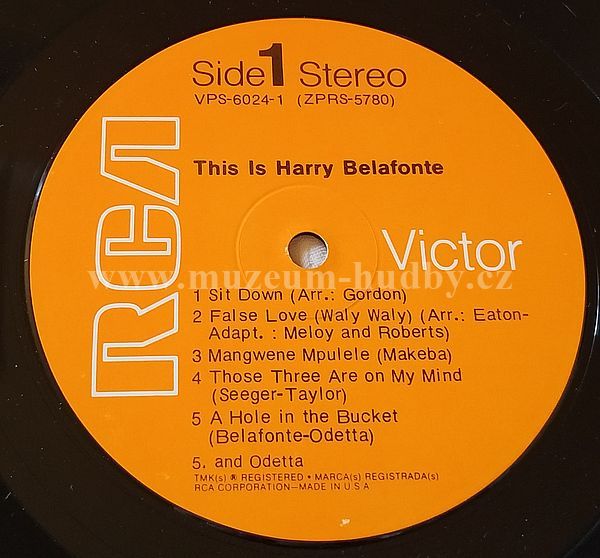 Side 1 Stereo
VPS-6024-1 (ZPRS-5780)
This Is Harry Belafonte
RCA
Victor
www.muzeum-hudby.cz
1 Sit Down (Arr.: Gordon)
2 False Love (Waly Waly) (Arr.: Eaton-
Adapt. : Meloy and Roberts)
3 Mangwene Mpulele (Makeba)
4 Those Three Are on My Mind
(Seeger-Taylor)
5 A Hole in the Bucket
(Belafonte-Odetta)
5. and Odetta
TMK(s) ® REGISTERED • MARCA(s) REGISTRADA(s)
RCA CORPORATION—MADE IN U.S.A